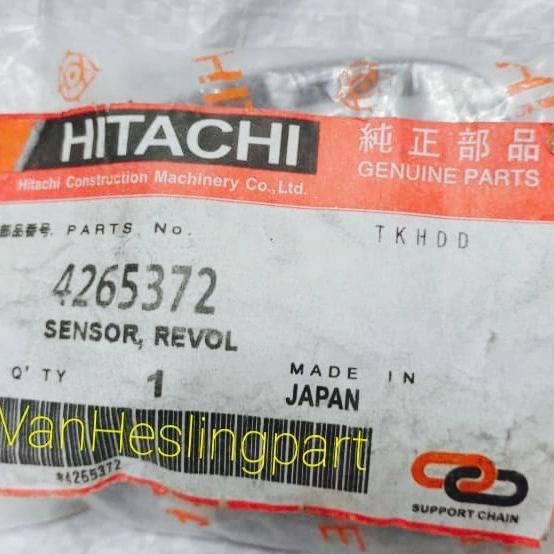 HITACHI
純正部品
GENUINE PARTS
Hitachi Construction Machinery Co.,Ltd.
部品番号. PARTS No.
TKHDD
4265372
SENSOR, REVOL
Q'TY 1
MADE IN
JAPAN
VanHeslingpart
*4265372
SUPPORT CHAIN